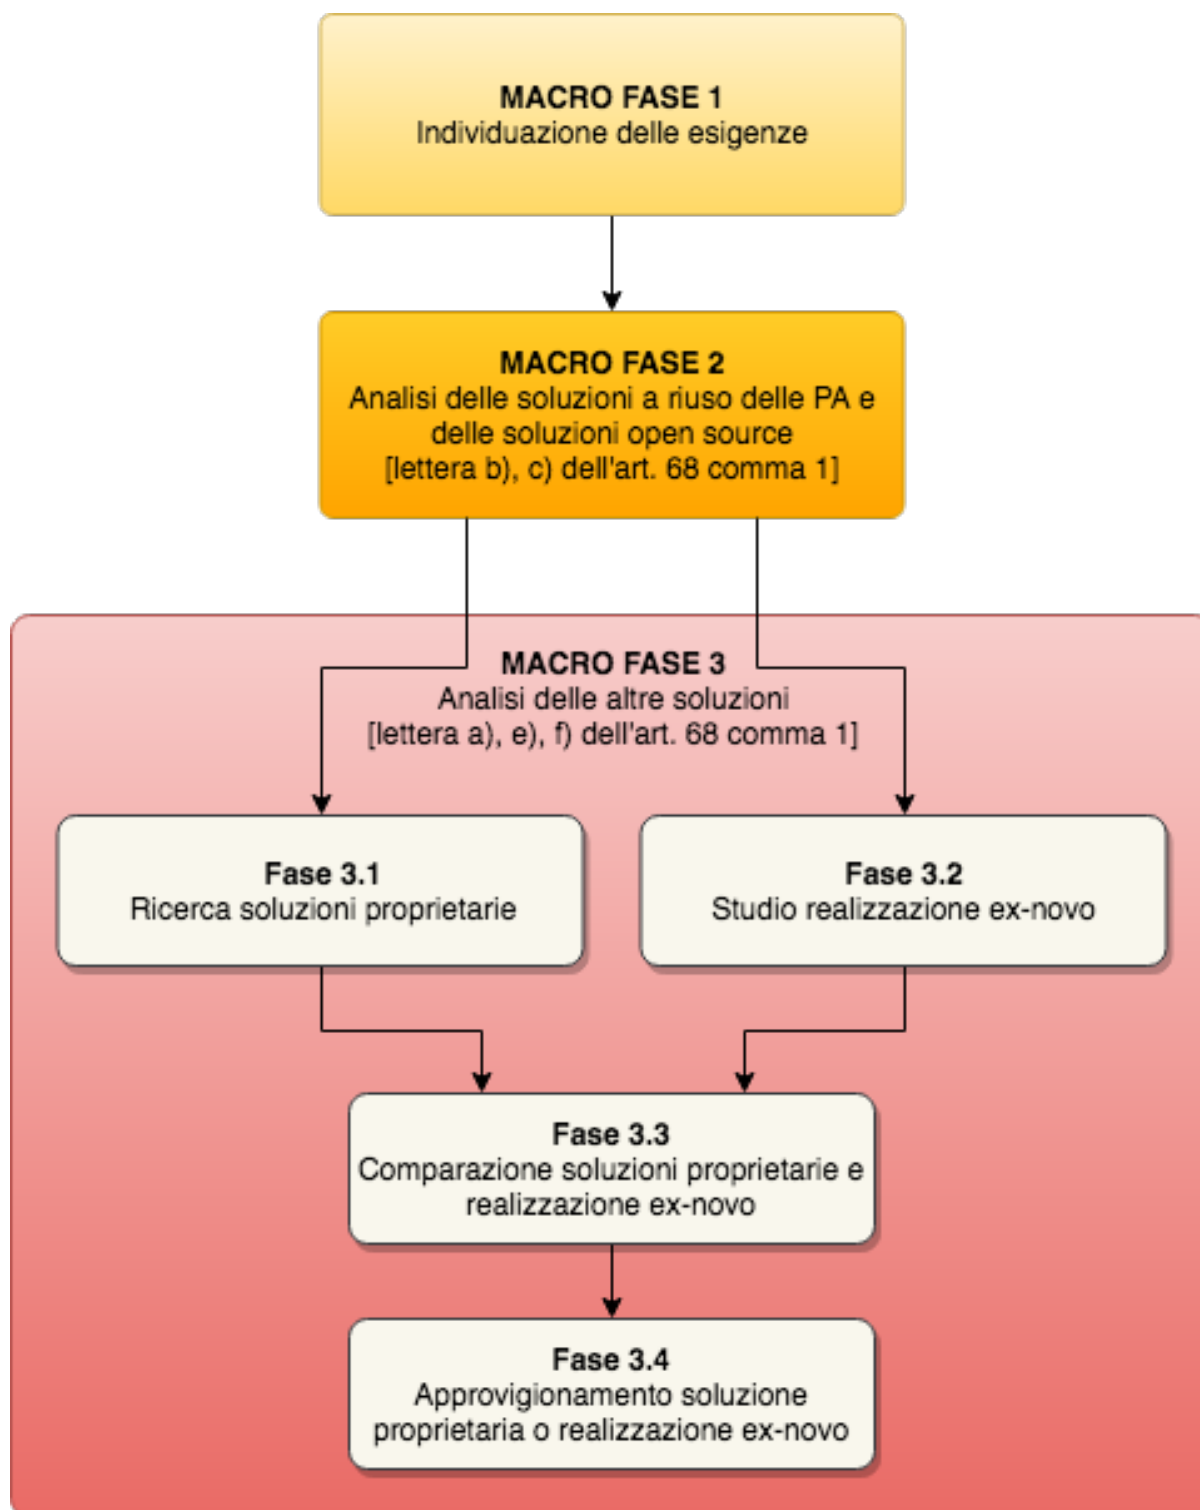 MACRO FASE 1
Individuazione delle esigenze
MACRO FASE 2
Analisi delle soluzioni a riuso delle PA e
delle soluzioni open source
[lettera b), c) dell'art. 68 comma 1]
MACRO FASE 3
Analisi delle altre soluzioni
[lettera a), e), f) dell'art. 68 comma 1]
Fase 3.1
Ricerca soluzioni proprietarie
Fase 3.2
Studio realizzazione ex-novo
Fase 3.3
Comparazione soluzioni proprietarie e
realizzazione ex-novo
Fase 3.4
Approvigionamento soluzione
proprietaria o realizzazione ex-novo